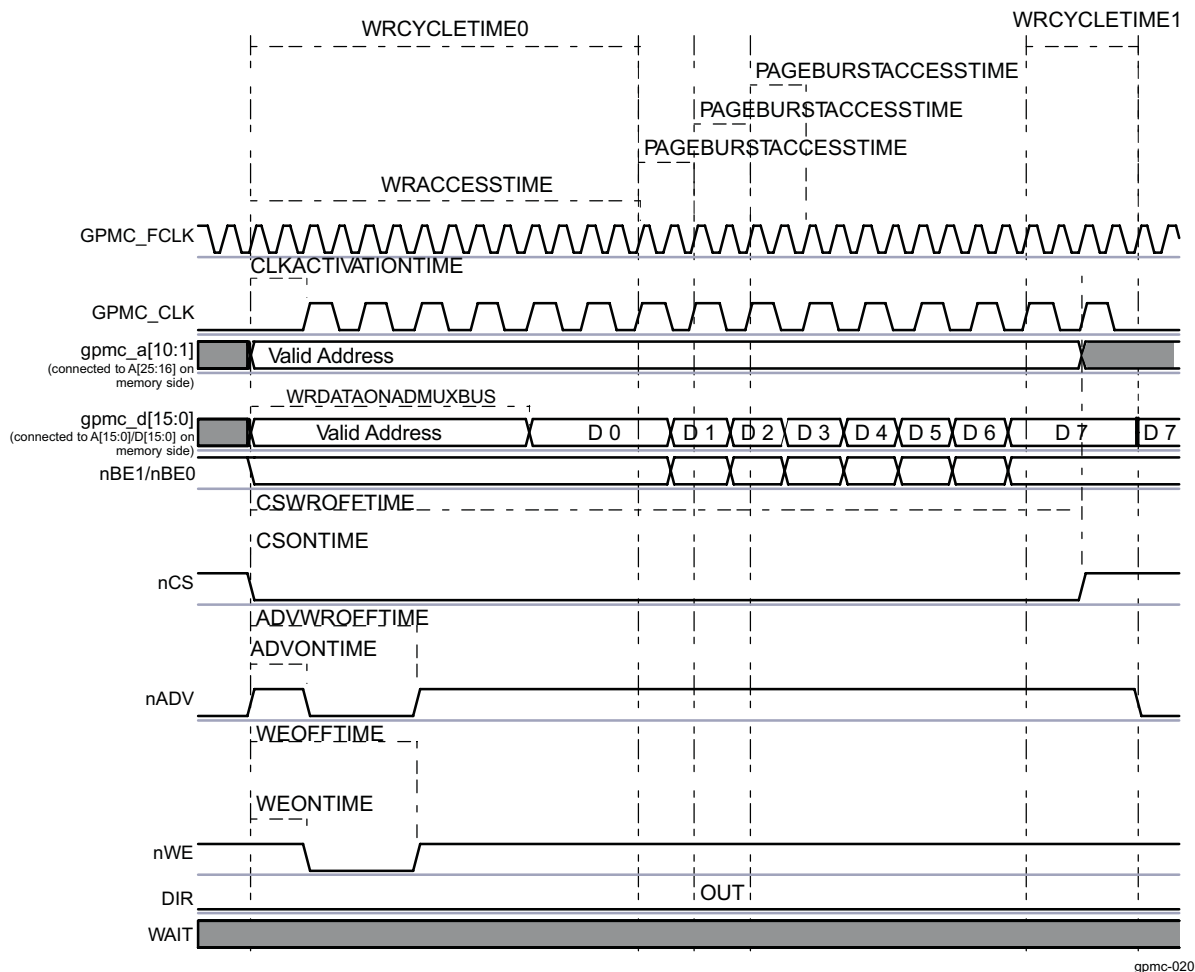 WRCYCLETIME0
WRCYCLETIME1
PAGEBURSTACCESSTIME
PAGEBURSTACCESSTIME
PAGEBURSTACCESSTIME
WRACCESSTIME
GPMC_FCLK
CLKACTIVATIONTIME
GPMC_CLK
gpmc_a[10:1]
(connected to A[25:16] on
memory side)
Valid Address
WRDATAONADMUXBUS
gpmc_d[15:0]
(connected to A[15:0]/D[15:0] on
memory side)
Valid Address D 0 D 1 D 2 D 3 D 4 D 5 D 6 D 7 D 7
nBE1/nBE0
CSWROFFTIME
CSONTIME
nCS
ADVWROFFTIME
ADVONTIME
nADV
WEOFFTIME
WEONTIME
nWE
DIR OUT
WAIT
gpmc-020